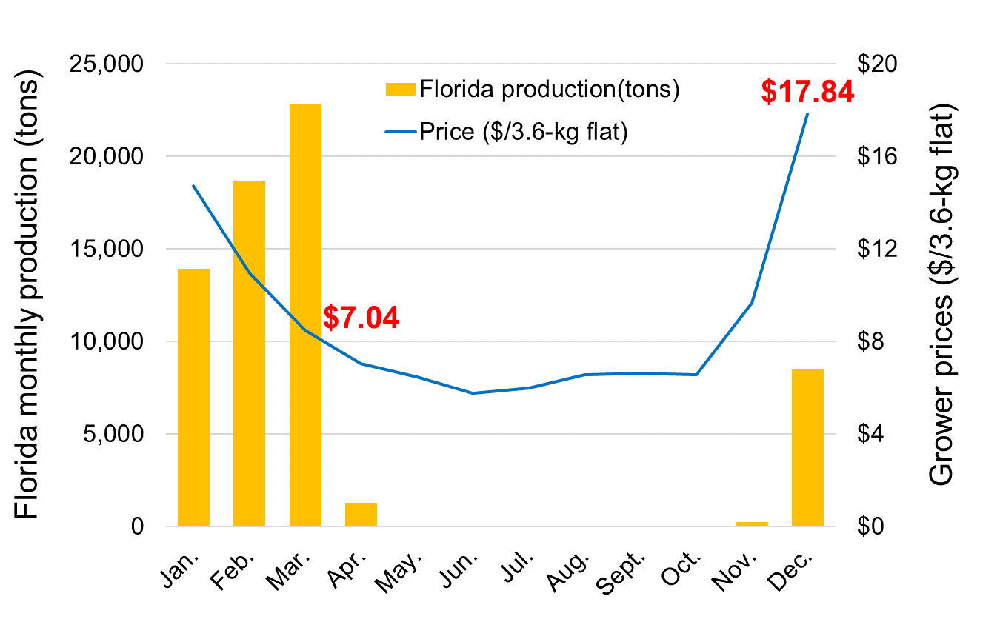 25,000
20,000
15,000
10,000
5,000
0
Florida monthly production (tons)
Florida production(tons)
Price ($/3.6-kg flat)
$7.04
$17.84
$20
$16
$12
$8
$4
$0
Grower prices ($/3.6-kg flat)
Jan.
Feb.
Mar.
Apr.
May.
Jun.
Jul.
Aug.
Sept.
Oct.
Nov.
Dec.